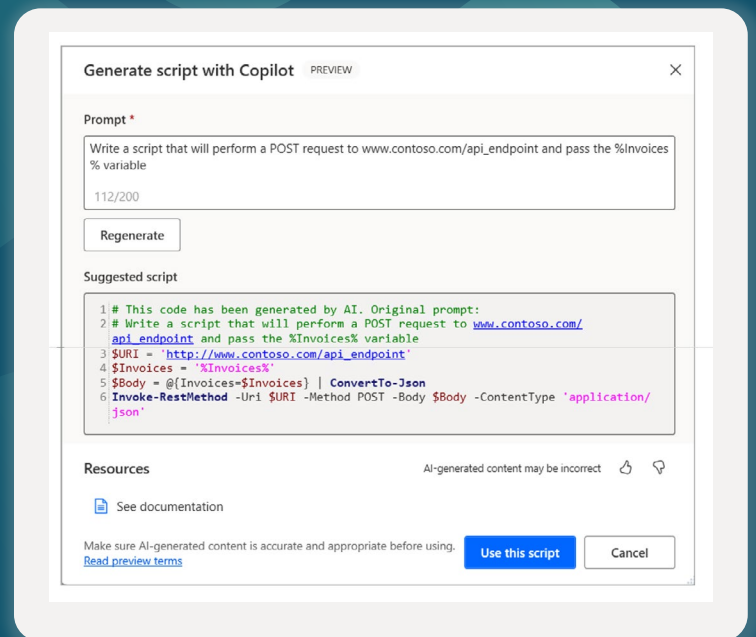 Generate script with Copilot PREVIEW
Prompt *
Write a script that will perform a POST request to www.contoso.com/api_endpoint and pass the %Invoices
% variable
112/200
Regenerate
Suggested script
1 # This code has been generated by AI. Original prompt:
2 # Write a script that will perform a POST request to www.contoso.com/
api_endpoint and pass the %Invoices% variable
3 $URI = 'http://www.contoso.com/api_endpoint'
4 $Invoices = '%Invoices%'
5 $Body = @{Invoices=$Invoices} | ConvertTo-Json
6 Invoke-RestMethod -Uri $URI -Method POST -Body $Body -ContentType 'application/
json'
Resources
AI-generated content may be incorrect
See documentation
Make sure AI-generated content is accurate and appropriate before using.
Read preview terms
Use this script
Cancel